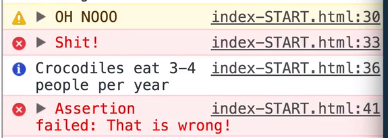 OH NOOO index-START.html:30
Shit! index-START.html:33
Crocodiles eat 3-4 index-START.html:36
people per year
Assertion index-START.html:41
failed: That is wrong!